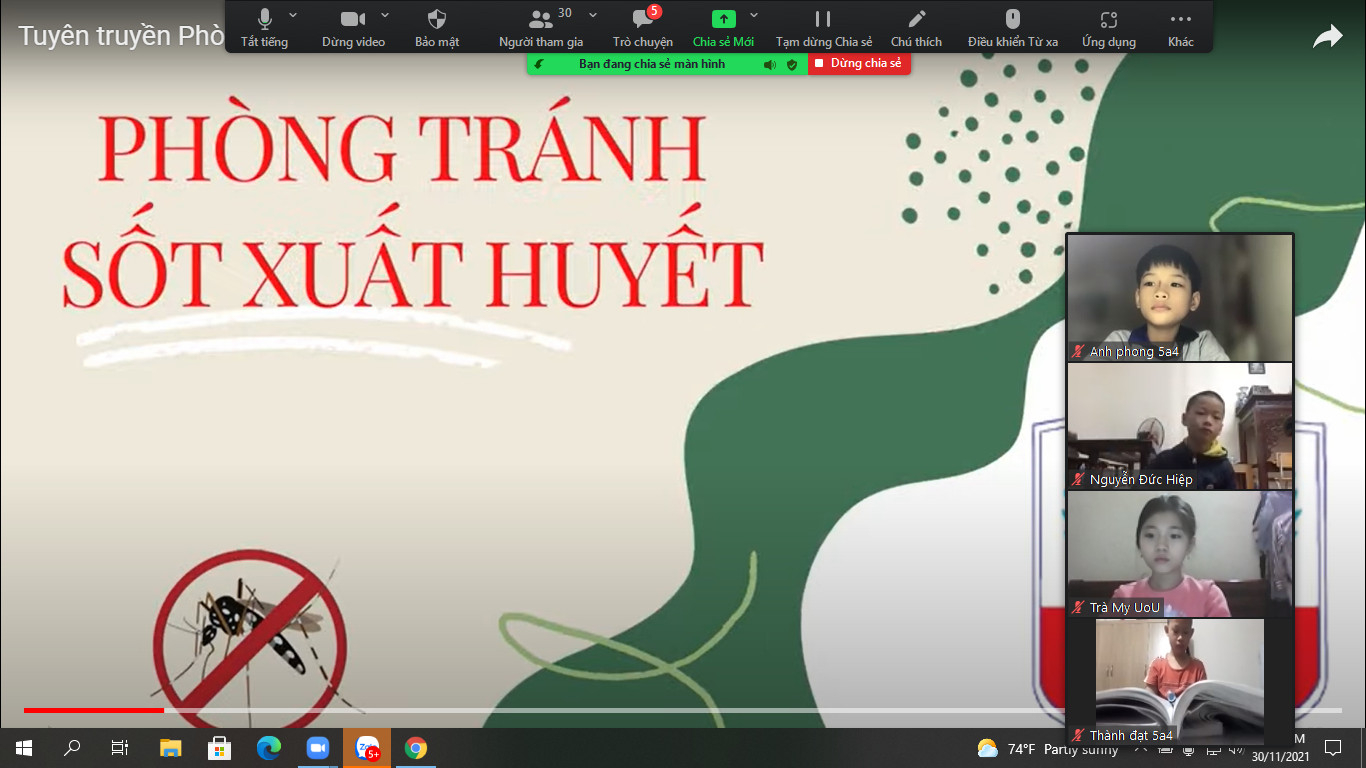 Tuyên truyền Phò
Tắt tiếng
Dừng video
Bảo mật
30
Người tham gia
5
Trò chuyện
Chia sẻ Mới
Tạm dừng Chia sẻ
Chú thích
Điều khiển Từ xa
Ứng dụng
Khác
Bạn đang chia sẻ màn hình
Dừng chia sẻ
PHÒNG TRÁNH
SỐT XUẤT HUYẾT
Anh phong 5a4
Nguyễn Đức Hiệp
Trà My UoU
Thành đạt 5a4
Zalo
5+
74°F Partly sunny
M
30/11/2021